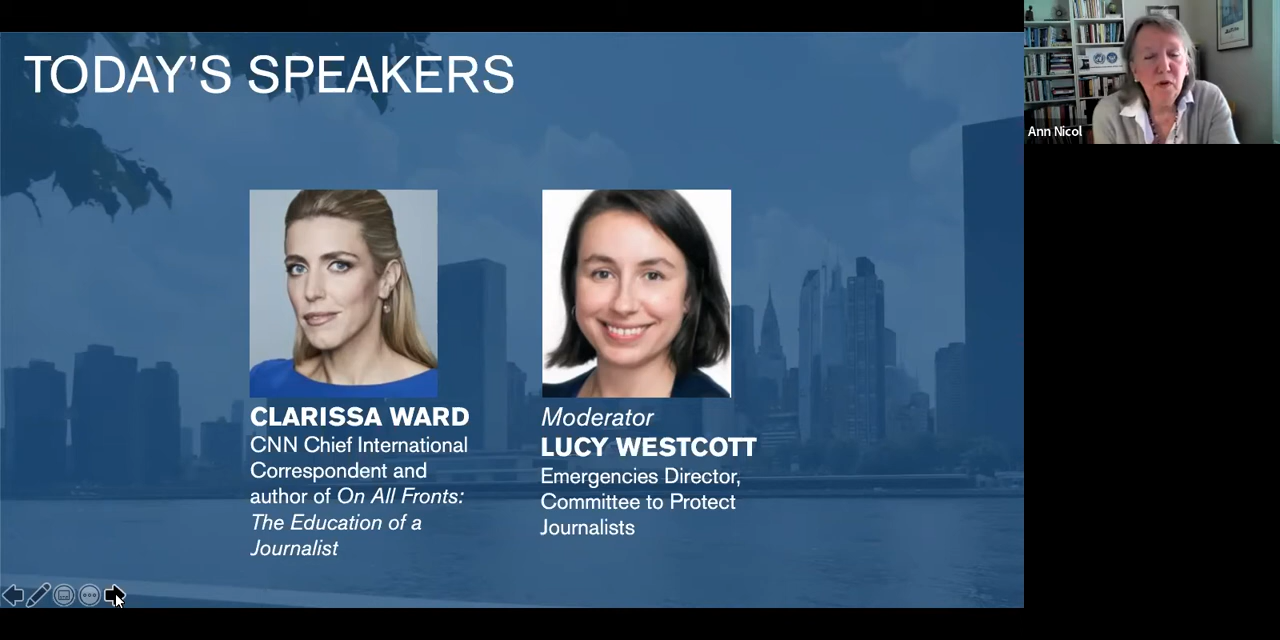 TODAY'S SPEAKERS
CLARISSA WARD
CNN Chief International
Correspondent and
author of On All Fronts:
The Education of a
Journalist
Moderator
LUCY WESTCOTT
Emergencies Director,
Committee to Protect
Journalists
Ann Nicol